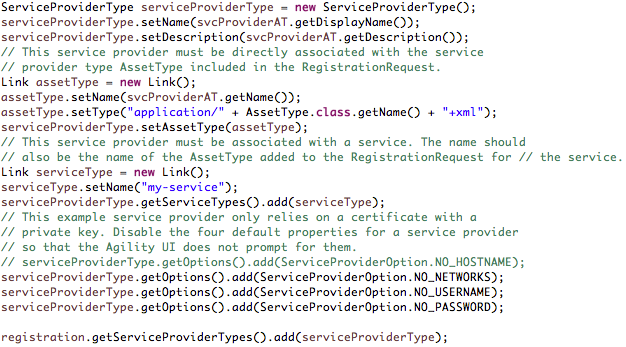 ServiceProviderType serviceProviderType = new ServiceProviderType();
serviceProviderType.setName(svcProviderAT.getDisplayName());
serviceProviderType.setDescription(svcProviderAT.getDescription());
// This service provider must be directly associated with the service
// provider type AssetType included in the RegistrationRequest.
Link assetType = new Link();
assetType.setName(svcProviderAT.getName());
assetType.setType("application/" + AssetType.class.getName() + "+xml");
serviceProviderType.setAssetType(assetType);
// This service provider must be associated with a service. The name should
// also be the name of the AssetType added to the RegistrationRequest for // the service.
Link serviceType = new Link();
serviceType.setName("my-service");
serviceProviderType.getServiceTypes().add(serviceType);
// This example service provider only relies on a certificate with a
// private key. Disable the four default properties for a service provider
// so that the Agility UI does not prompt for them.
// serviceProviderType.getOptions().add(ServiceProviderOption.NO_HOSTNAME);
serviceProviderType.getOptions().add(ServiceProviderOption.NO_NETWORKS);
serviceProviderType.getOptions().add(ServiceProviderOption.NO_USERNAME);
serviceProviderType.getOptions().add(ServiceProviderOption.NO_PASSWORD);
registration.getServiceProviderTypes().add(serviceProviderType);